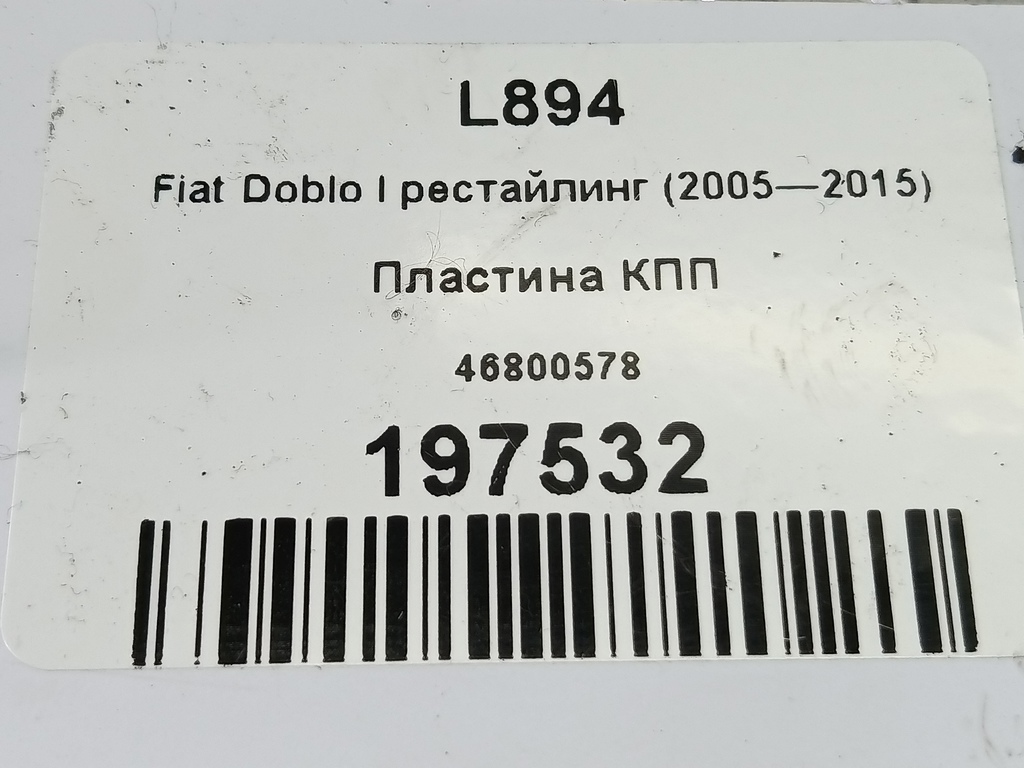 L894
Fiat Doblo I рестайлинг (2005—2015)
Пластина КПП
46800578
197532